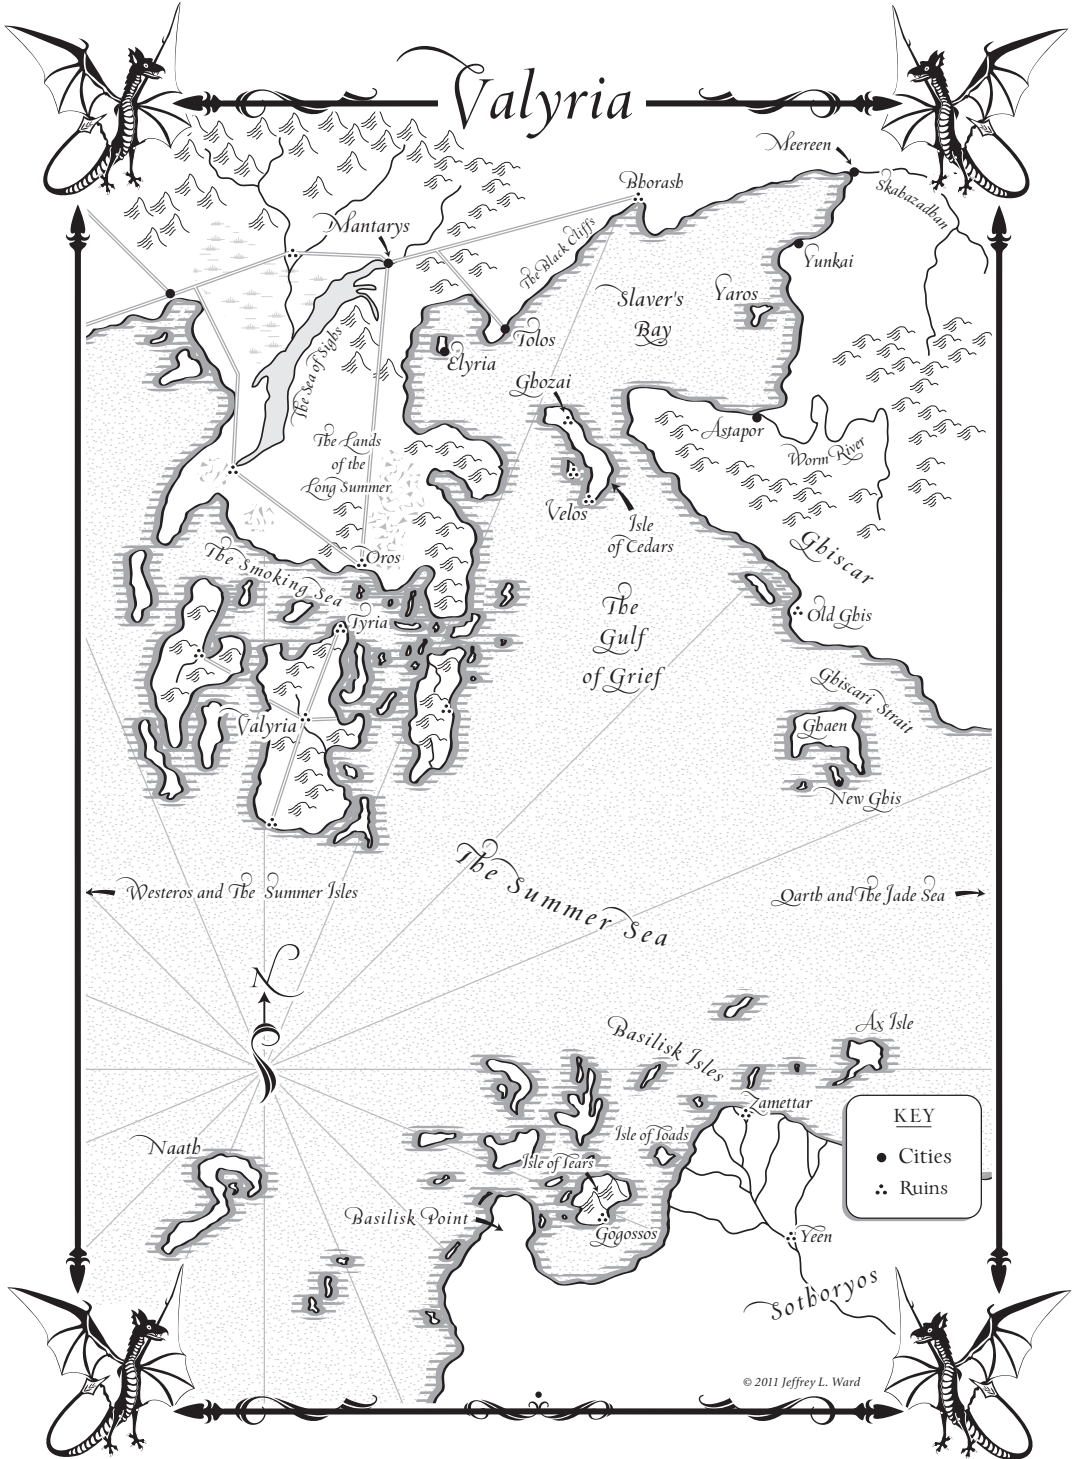 Valyria
Meereen
Skahazadhan
Bhorash
Mantarys
The Black Cliffs
Yunkai
Slaver's
Bay
Yaros
Tolos
Elyria
The Sea of Sighs
Ghozai
Astapor
Worm River
The Lands
of the
Long Summer
Velos
Isle
of Cedars
Ghiscar
Oros
The Smoking Sea
Tyria
Old Ghis
The
Gulf
of Grief
Ghiscari Strait
Valyria
Ghaen
New Ghis
The Summer Sea
Westeros and The Summer Isles
Qarth and The Jade Sea
N
Basilisk Isles
Ax Isle
Zamettar
KEY
Cities
Ruins
Isle of Toads
Naath
Isle of Tears
Basilisk Point
Gogossos
Yeen
Sothoryos
© 2011 Jeffrey L. Ward